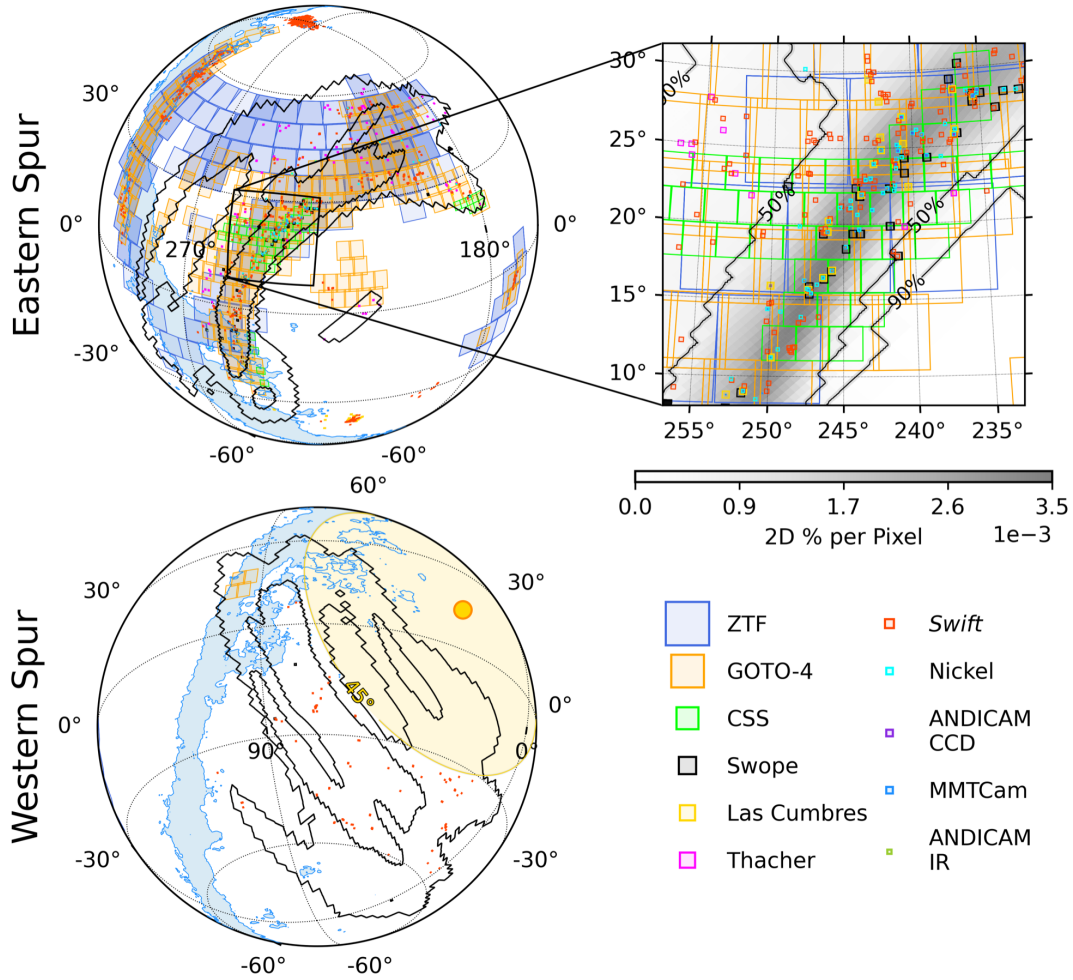 Eastern Spur
30°
0°
-30°
270°
180°
0°
-60°
-60°
30°
25°
20°
15°
10°
50%
50%
90%
255°
250°
245°
240°
235°
0.0
0.9
1.7
2.6
3.5
2D % per Pixel
1e−3
Western Spur
60°
30°
30°
0°
0°
45°
90°
0°
-30°
-30°
-60°
-60°
ZTF
GOTO-4
CSS
Swope
Las Cumbres
Thacher
Swift
Nickel
ANDICAM
CCD
MMTCam
ANDICAM
IR